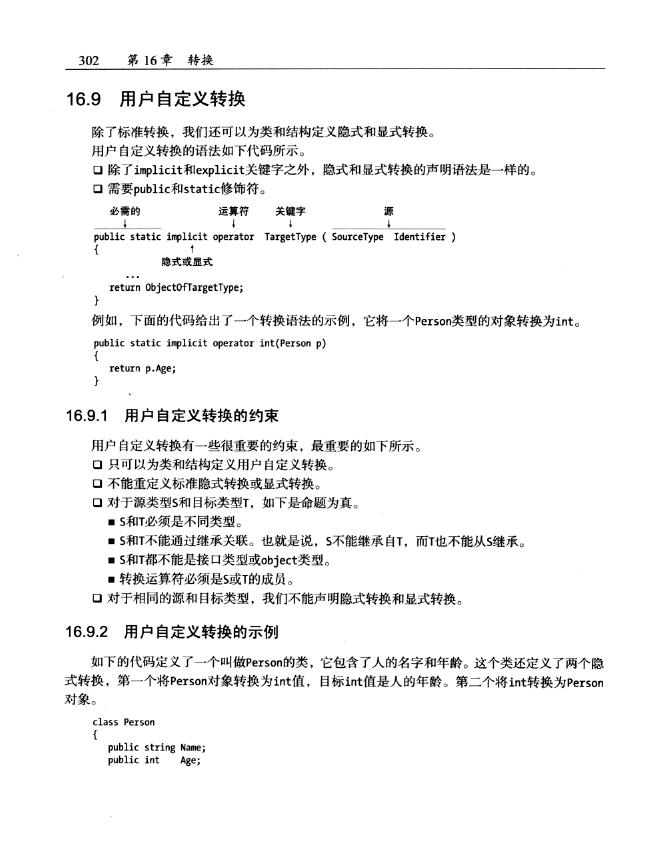 302 第16章 转换
16.9 用户自定义转换
除了标准转换，我们还可以为类和结构定义隐式和显式转换。
用户自定义转换的语法如下代码所示。
❑ 除了implicit和explicit关键字之外，隐式和显式转换的声明语法是一样的。
❑ 需要public和static修饰符。
必需的 运算符 关键字 源
↓ ↓ ↓ ↓
public static implicit operator TargetType ( SourceType Identifier )
{ ↑
隐式或显式
...
return ObjectOfTargetType;
}
例如，下面的代码给出了一个转换语法的示例，它将一个Person类型的对象转换为int。
public static implicit operator int(Person p)
{
return p.Age;
}
16.9.1 用户自定义转换的约束
用户自定义转换有一些很重要的约束，最重要的如下所示。
❑ 只可以为类和结构定义用户自定义转换。
❑ 不能重定义标准隐式转换或显式转换。
❑ 对于源类型S和目标类型T，如下是命题为真。
■ S和T必须是不同类型。
■ S和T不能通过继承关联。也就是说，S不能继承自T，而T也不能从S继承。
■ S和T都不能是接口类型或object类型。
■ 转换运算符必须是S或T的成员。
❑ 对于相同的源和目标类型，我们不能声明隐式转换和显式转换。
16.9.2 用户自定义转换的示例
如下的代码定义了一个叫做Person的类，它包含了人的名字和年龄。这个类还定义了两个隐
式转换，第一个将Person对象转换为int值，目标int值是人的年龄。第二个将int转换为Person
对象。
class Person
{
public string Name;
public int Age;